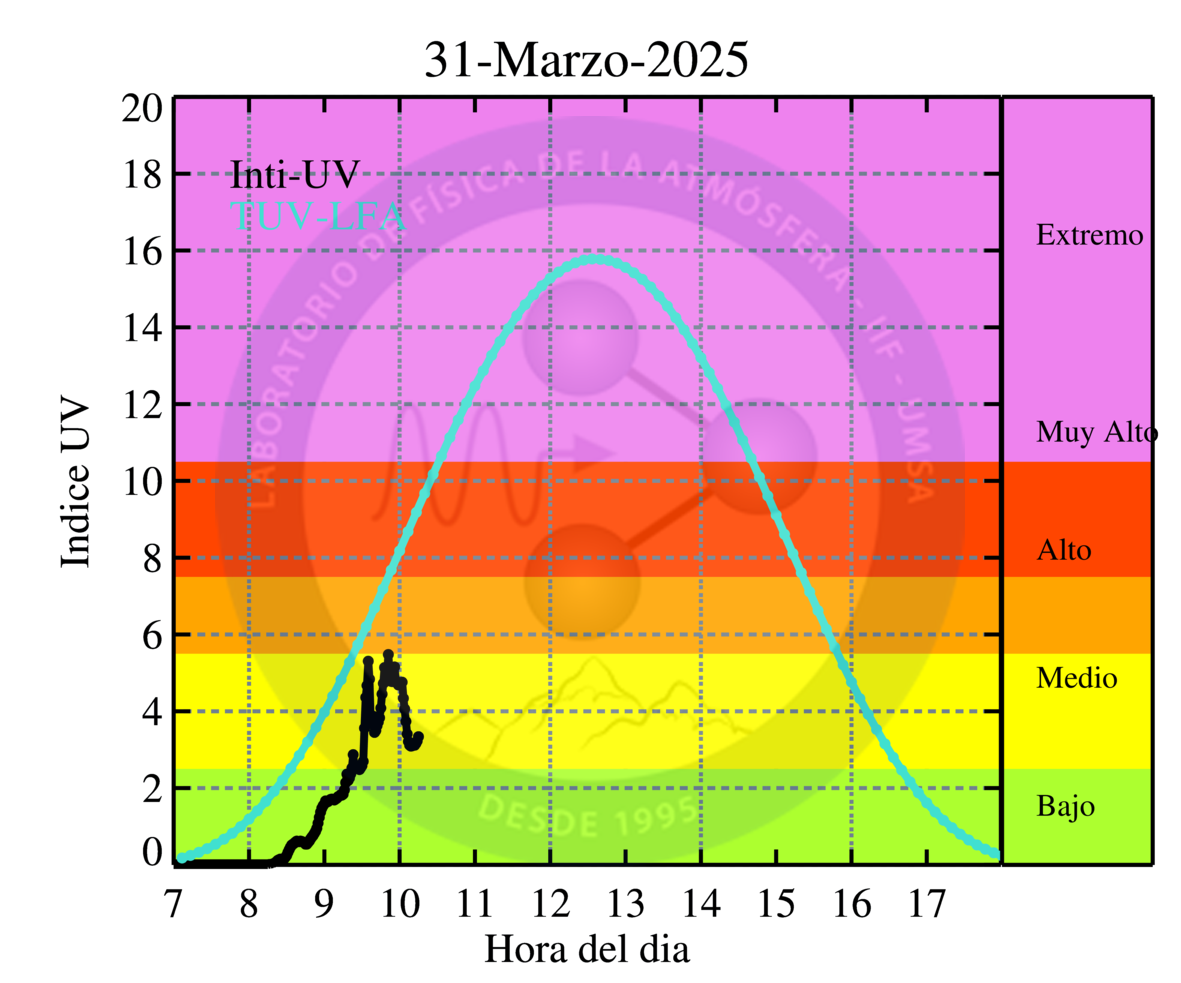 31-Marzo-2025
Inti-UV
TUV-LFA
LABORATORIO DE FÍSICA DE LA ATMÓSFERA - IIF - UMSA
DESDE 1995
Indice UV
20
18
16
14
12
10
8
6
4
2
0
Extremo
Muy Alto
Alto
Medio
Bajo
7 8 9 10 11 12 13 14 15 16 17
Hora del dia